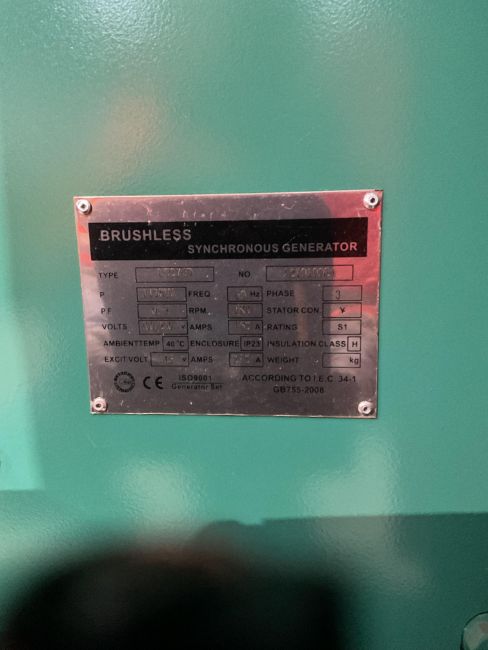 BRUSHLESS
SYNCHRONOUS GENERATOR
TYPE NO
P FREQ Hz PHASE 3
P F RPM STATOR CON. Y
VOLTS V AMPS A RATING S1
AMBIENTTEMP 40 °C ENCLOSURE IP23 INSULATION CLASS H
EXCIT VOLT V AMPS A WEIGHT kg
CE ISO9001 ACCORDING TO I.E.C. 34-1
Generator Set GB755-2008